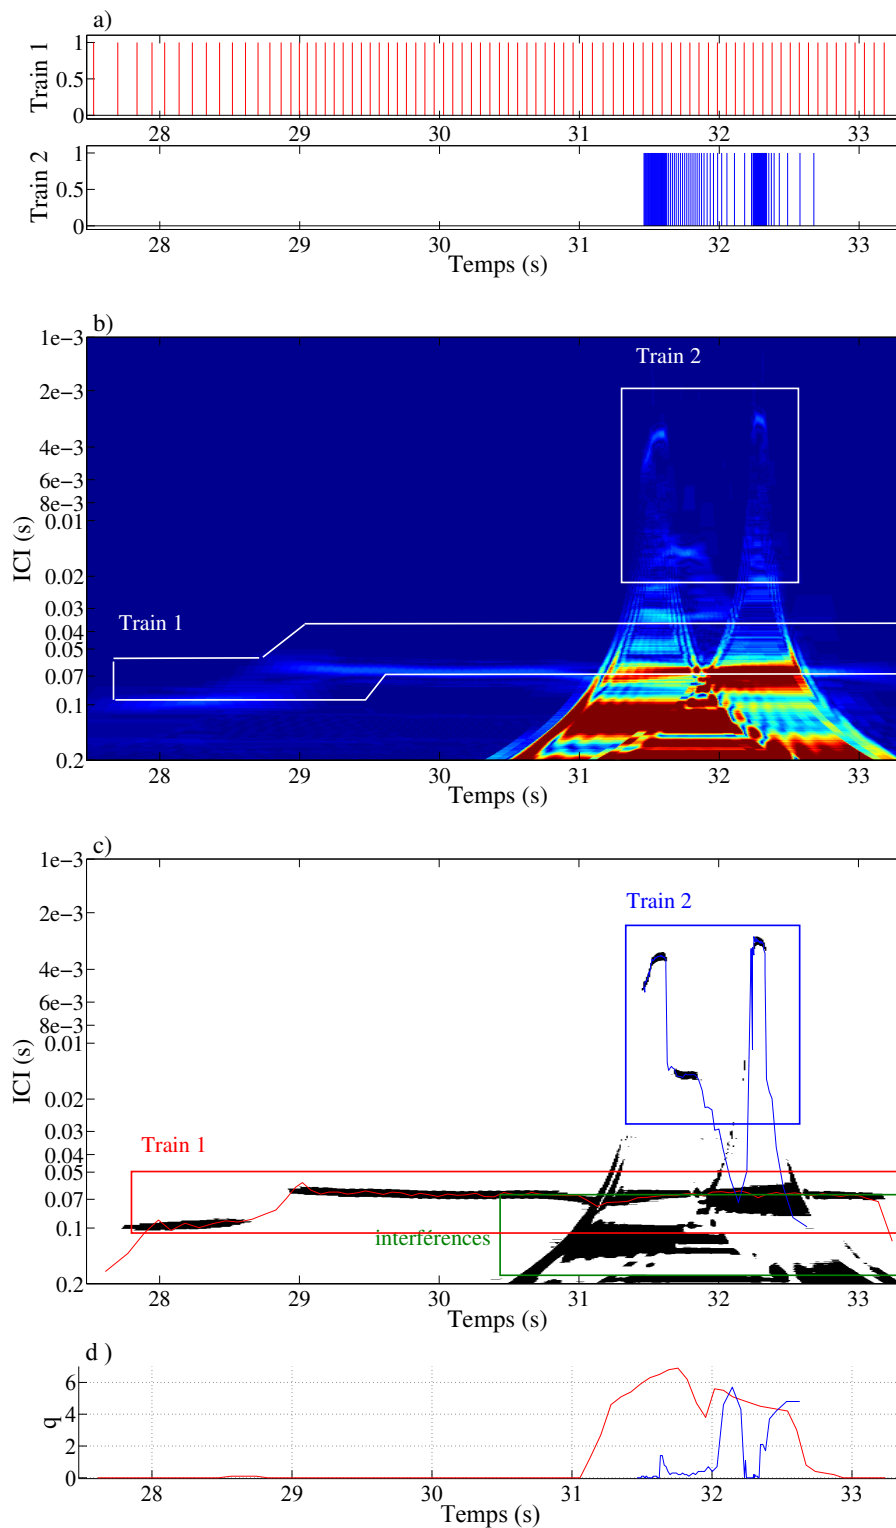 a)
Train 1
1
0.5
0
28 29 30 31 32 33
Train 2
1
0.5
0
28 29 30 31 32 33
Temps (s)
b)
ICI (s)
1e−3
2e−3
4e−3
6e−3
8e−3
0.01
0.02
0.03
0.04
0.05
0.07
0.1
0.2
Train 2
Train 1
28 29 30 31 32 33
Temps (s)
c)
ICI (s)
1e−3
2e−3
4e−3
6e−3
8e−3
0.01
0.02
0.03
0.04
0.05
0.07
0.1
0.2
Train 2
Train 1
interférences
28 29 30 31 32 33
Temps (s)
d )
q
6
4
2
0
28 29 30 31 32 33
Temps (s)